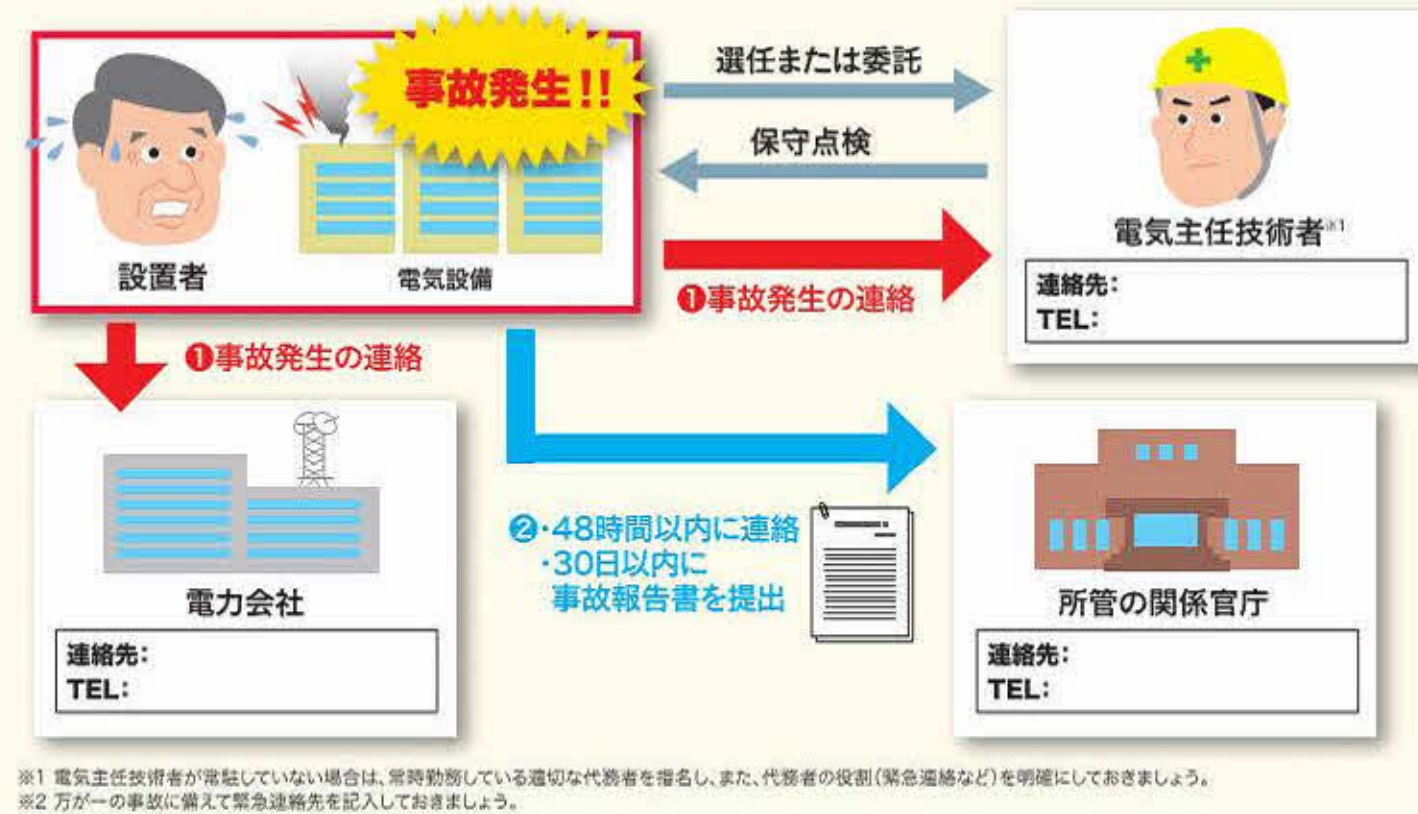 事故発生!!
選任または委託
保守点検
設置者
電気設備
電気主任技術者※1
連絡先：
TEL：
❶事故発生の連絡
❶事故発生の連絡
電力会社
連絡先：
TEL：
❷・48時間以内に連絡
・30日以内に
事故報告書を提出
所管の関係官庁
連絡先：
TEL：
※1 電気主任技術者が常駐していない場合は、常時勤務している適切な代務者を指名し、また、代務者の役割（緊急連絡など）を明確にしておきましょう。
※2 万が一の事故に備えて緊急連絡先を記入しておきましょう。